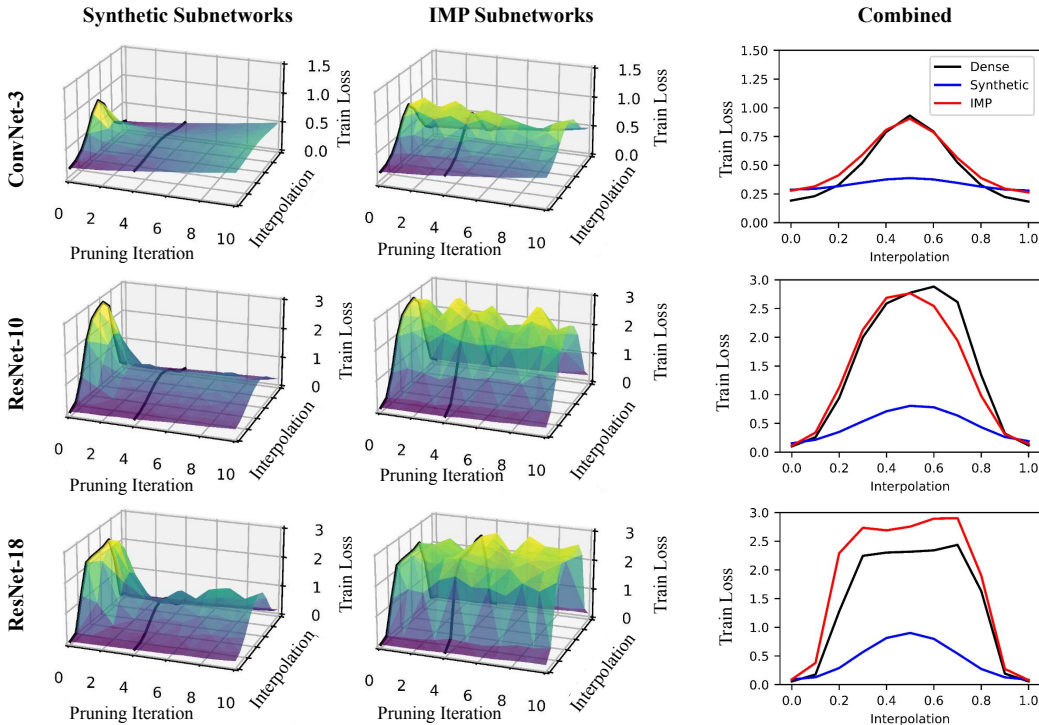 Synthetic Subnetworks
IMP Subnetworks
Combined
ConvNet-3
1.5
1.0
0.5
0.0
Train Loss
0 2 4 6 8 10
Pruning Iteration
Interpolation
1.5
1.0
0.5
0.0
Train Loss
0 2 4 6 8 10
Pruning Iteration
Interpolation
Train Loss
1.50
1.25
1.00
0.75
0.50
0.25
0.00
Dense
Synthetic
IMP
0.0 0.2 0.4 0.6 0.8 1.0
Interpolation
ResNet-10
3
2
1
0
Train Loss
0 2 4 6 8 10
Pruning Iteration
Interpolation
3
2
1
0
Train Loss
0 2 4 6 8 10
Pruning Iteration
Interpolation
Train Loss
3.0
2.5
2.0
1.5
1.0
0.5
0.0
0.0 0.2 0.4 0.6 0.8 1.0
Interpolation
ResNet-18
3
2
1
0
Train Loss
0 2 4 6 8 10
Pruning Iteration
Interpolation
3
2
1
0
Train Loss
0 2 4 6 8 10
Pruning Iteration
Interpolation
Train Loss
3.0
2.5
2.0
1.5
1.0
0.5
0.0
0.0 0.2 0.4 0.6 0.8 1.0
Interpolation